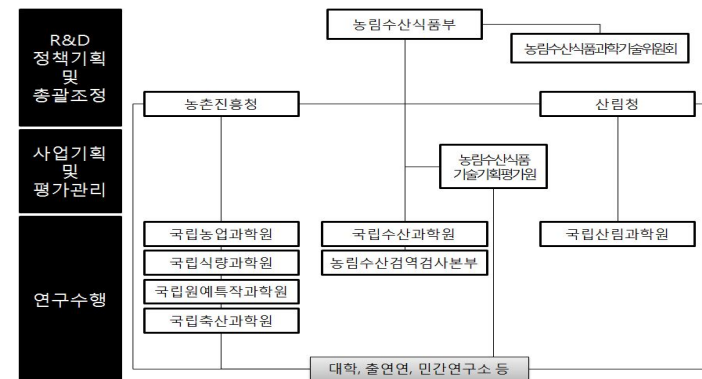 R&D
정책기획
및
총괄조정
농림수산식품부
농림수산식품과학기술위원회
농촌진흥청
산림청
사업기획
및
평가관리
농림수산식품
기술기획평가원
연구수행
국립농업과학원
국립수산과학원
국립산림과학원
국립식량과학원
농림수산검역검사본부
국립원예특작과학원
국립축산과학원
대학, 출연연, 민간연구소 등